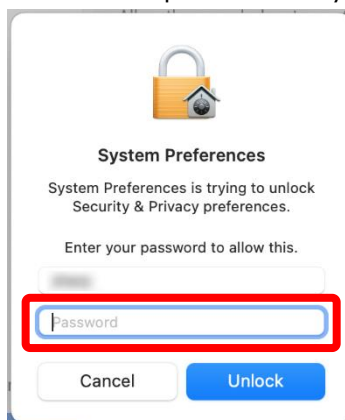 System Preferences
System Preferences is trying to unlock
Security & Privacy preferences.
Enter your password to allow this.
Password
Cancel
Unlock